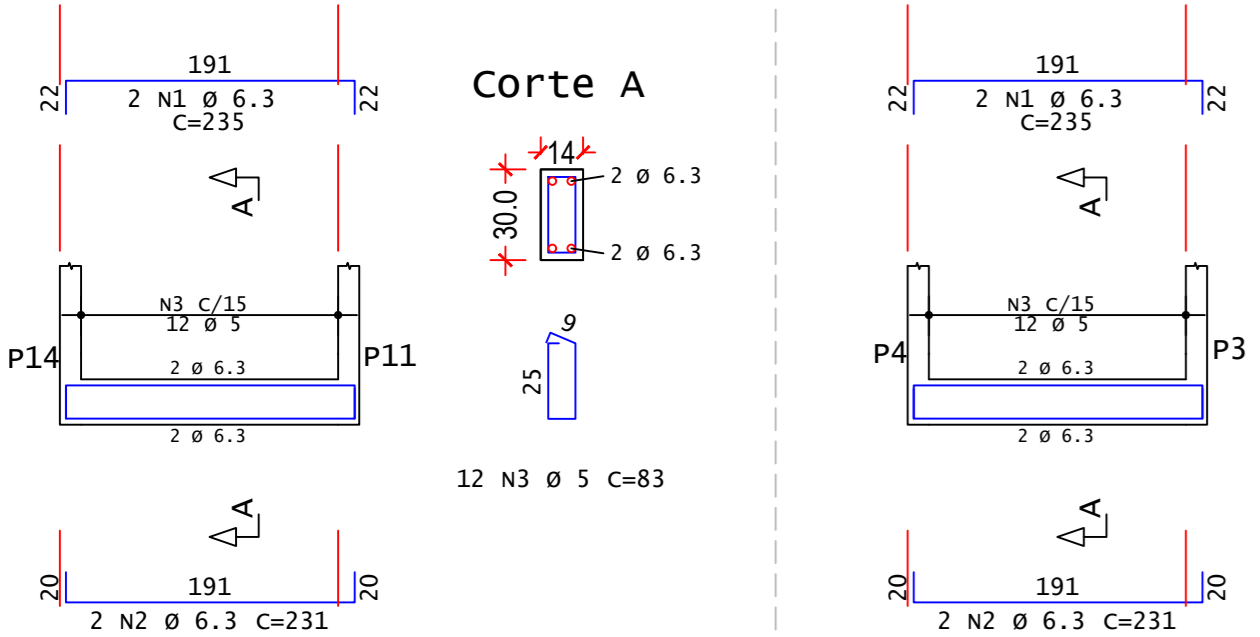 191
22
22
2 N1 Ø 6.3
C=235
A
N3 C/15
12 Ø 5
P14
P11
2 Ø 6.3
2 Ø 6.3
A
20
191
20
2 N2 Ø 6.3 C=231
Corte A
14
30.0
2 Ø 6.3
2 Ø 6.3
9
25
12 N3 Ø 5 C=83
191
22
22
2 N1 Ø 6.3
C=235
A
N3 C/15
12 Ø 5
P4
P3
2 Ø 6.3
2 Ø 6.3
A
20
191
20
2 N2 Ø 6.3 C=231